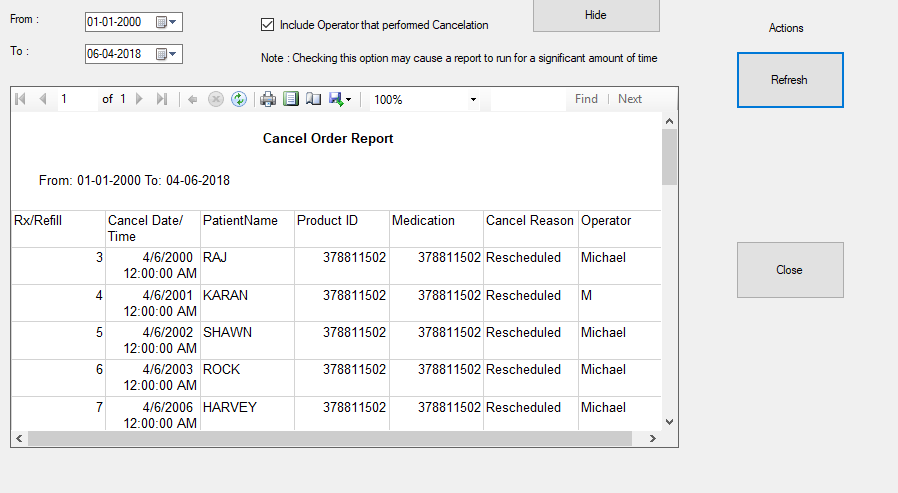 From :
01-01-2000
Include Operator that performed Cancelation
Hide
Actions
To :
06-04-2018
Note : Checking this option may cause a report to run for a significant amount of time
Refresh
1 of 1
100%
Find
Next
Cancel Order Report
From: 01-01-2000 To: 04-06-2018
Rx/Refill Cancel Date/ PatientName Product ID Medication Cancel Reason Operator
Time
3 4/6/2000 RAJ 378811502 378811502 Rescheduled Michael
12:00:00 AM
4 4/6/2001 KARAN 378811502 378811502 Rescheduled M
12:00:00 AM
5 4/6/2002 SHAWN 378811502 378811502 Rescheduled Michael
12:00:00 AM
6 4/6/2003 ROCK 378811502 378811502 Rescheduled Michael
12:00:00 AM
7 4/6/2006 HARVEY 378811502 378811502 Rescheduled Michael
12:00:00 AM
Close